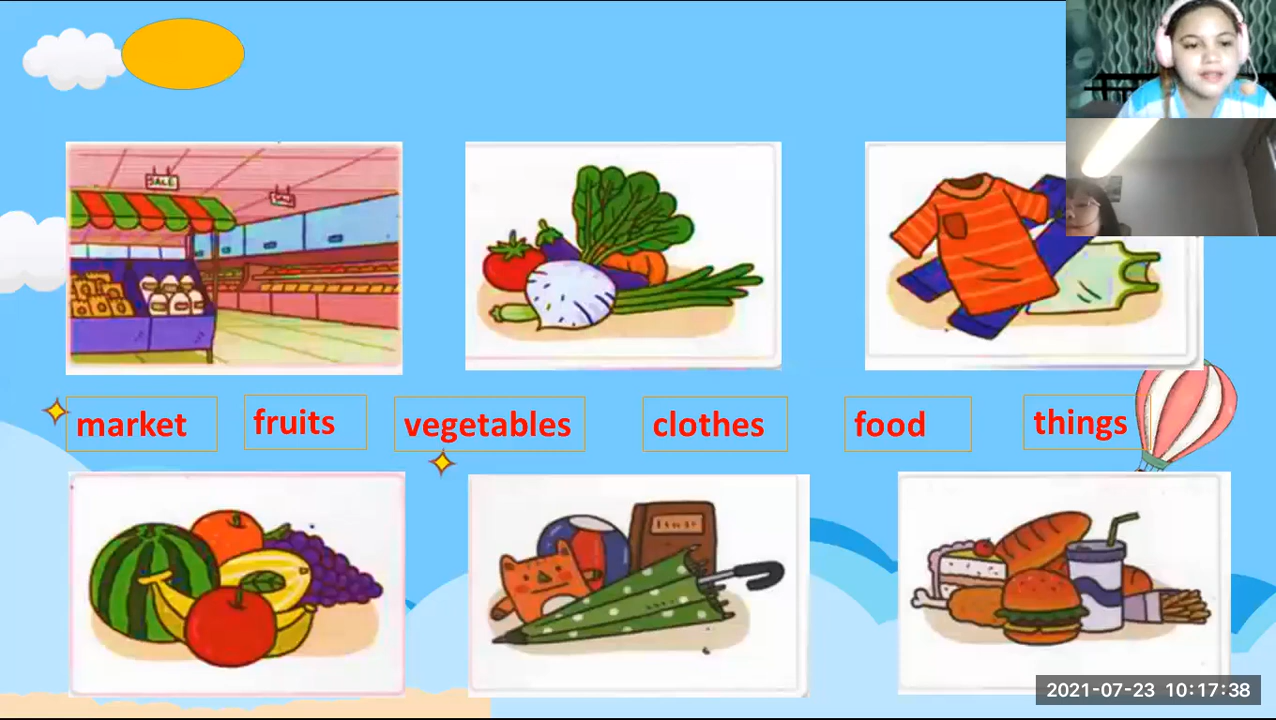 SALE
market
fruits
vegetables
clothes
food
things
2021-07-23 10:17:38